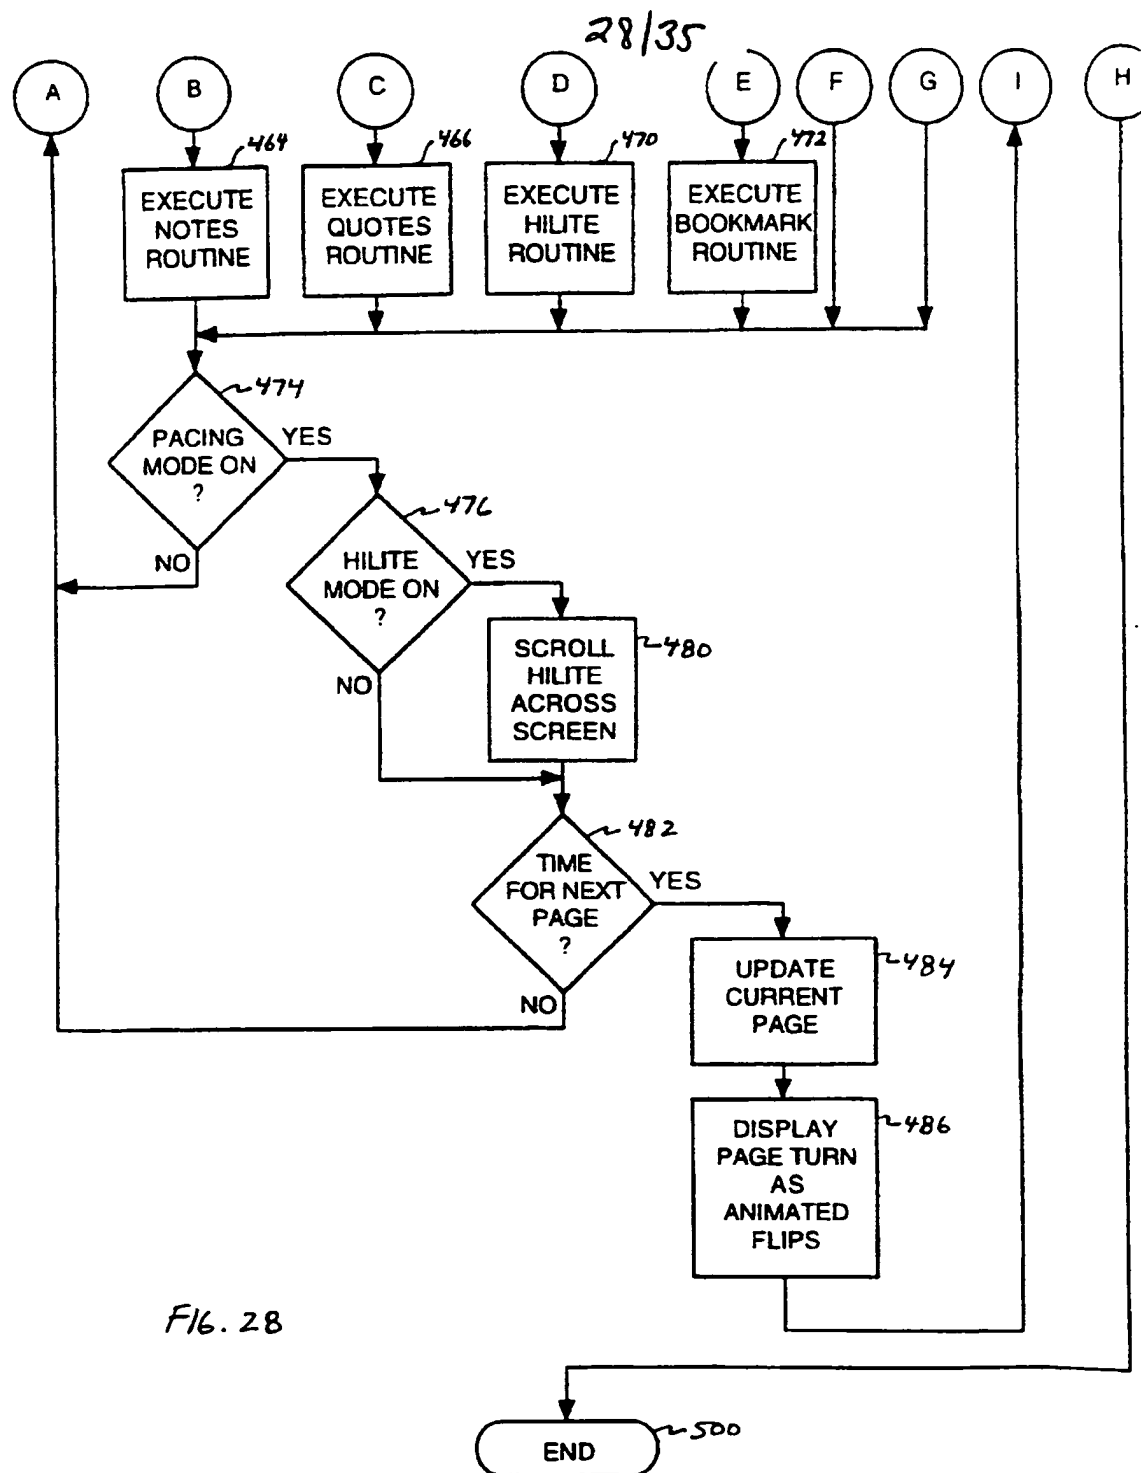 28/35
A
B
C
D
E
F
G
I
H
464
466
470
472
EXECUTE
NOTES
ROUTINE
EXECUTE
QUOTES
ROUTINE
EXECUTE
HILITE
ROUTINE
EXECUTE
BOOKMARK
ROUTINE
474
PACING
MODE ON
?
YES
NO
476
HILITE
MODE ON
?
YES
NO
480
SCROLL
HILITE
ACROSS
SCREEN
482
TIME
FOR NEXT
PAGE
?
YES
NO
484
UPDATE
CURRENT
PAGE
486
DISPLAY
PAGE TURN
AS
ANIMATED
FLIPS
FIG. 28
500
END